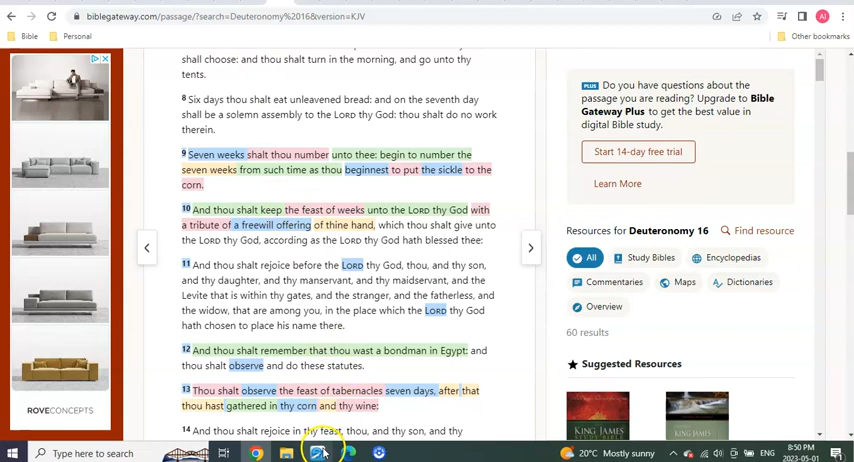 biblegateway.com/passage/?search=Deuteronomy%2016&version=KJV
Bible
Personal
Other bookmarks
shall choose: and thou shalt turn in the morning, and go unto thy
tents.
8 Six days thou shalt eat unleavened bread: and on the seventh day
shall be a solemn assembly to the LORD thy God: thou shalt do no work
therein.
9 Seven weeks shalt thou number unto thee: begin to number the
seven weeks from such time as thou beginnest to put the sickle to the
corn.
10 And thou shalt keep the feast of weeks unto the LORD thy God with
a tribute of a freewill offering of thine hand, which thou shalt give unto
the LORD thy God, according as the LORD thy God hath blessed thee:
11 And thou shalt rejoice before the LORD thy God, thou, and thy son,
and thy daughter, and thy manservant, and thy maidservant, and the
Levite that is within thy gates, and the stranger, and the fatherless, and
the widow, that are among you, in the place which the LORD thy God
hath chosen to place his name there.
12 And thou shalt remember that thou wast a bondman in Egypt: and
thou shalt observe and do these statutes.
13 Thou shalt observe the feast of tabernacles seven days, after that
thou hast gathered in thy corn and thy wine:
14 And thou shalt rejoice in thy feast, thou, and thy son, and thy
ROVECONCEPTS
PLUS Do you have questions about the
passage you are reading? Upgrade to Bible
Gateway Plus to get the best value in
digital Bible study.
Start 14-day free trial
Learn More
Resources for Deuteronomy 16
Find resource
All
Study Bibles
Encyclopedias
Commentaries
Maps
Dictionaries
Overview
60 results
Suggested Resources
KING JAMES
KING JAMES
Type here to search
20°C Mostly sunny
8:50 PM
2023-05-01